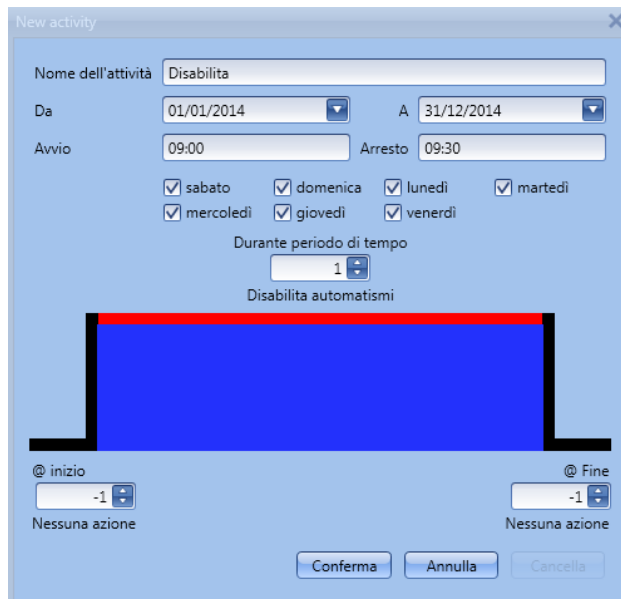 New activity
Nome dell'attività Disabilita
Da 01/01/2014 A 31/12/2014
Avvio 09:00 Arresto 09:30
sabato domenica lunedì martedì
mercoledì giovedì venerdì
Durante periodo di tempo
1
Disabilita automatismi
@ inizio @ Fine
-1 -1
Nessuna azione Nessuna azione
Conferma Annulla Cancella